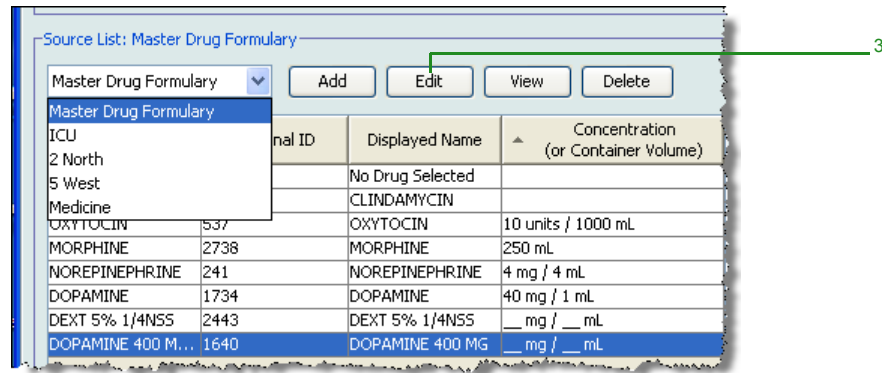 Source List: Master Drug Formulary
Master Drug Formulary Add Edit View Delete
3
Master Drug Formulary
ICU
2 North
5 West
Medicine
nal ID Displayed Name Concentration
(or Container Volume)
No Drug Selected
CLINDAMYCIN
OXYTOCIN 537 OXYTOCIN 10 units / 1000 mL
MORPHINE 2738 MORPHINE 250 mL
NOREPINEPHRINE 241 NOREPINEPHRINE 4 mg / 4 mL
DOPAMINE 1734 DOPAMINE 40 mg / 1 mL
DEXT 5% 1/4NSS 2443 DEXT 5% 1/4NSS __ mg / __ mL
DOPAMINE 400 M... 1640 DOPAMINE 400 MG __ mg / __ mL